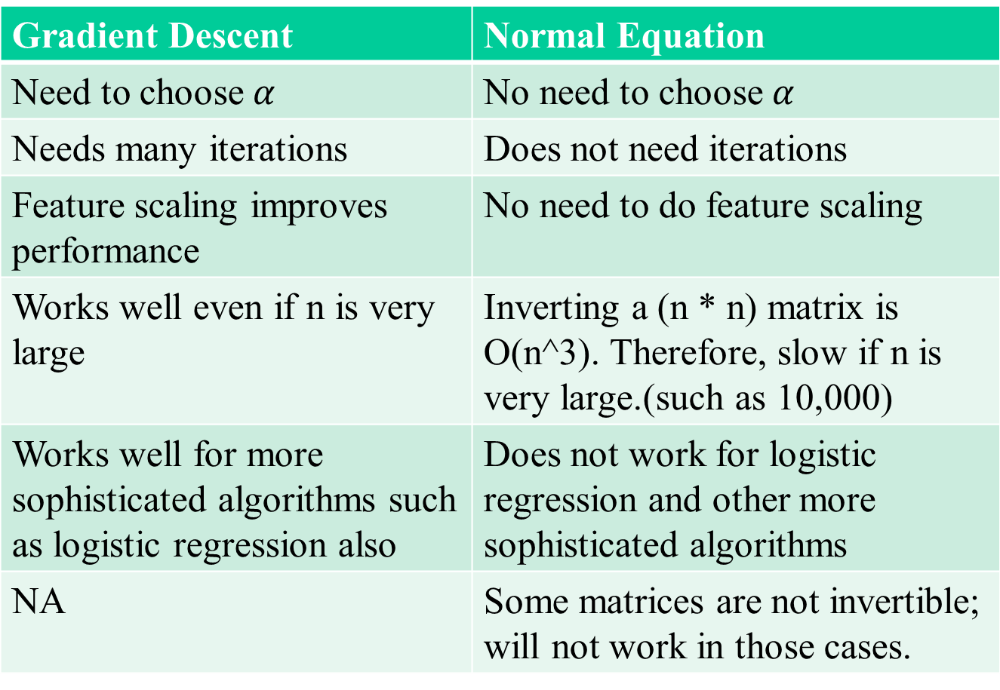 Gradient Descent
Normal Equation
Need to choose α
No need to choose α
Needs many iterations
Does not need iterations
Feature scaling improves
performance
No need to do feature scaling
Works well even if n is very
large
Inverting a (n * n) matrix is
O(n^3). Therefore, slow if n is
very large.(such as 10,000)
Works well for more
sophisticated algorithms such
as logistic regression also
Does not work for logistic
regression and other more
sophisticated algorithms
NA
Some matrices are not invertible;
will not work in those cases.